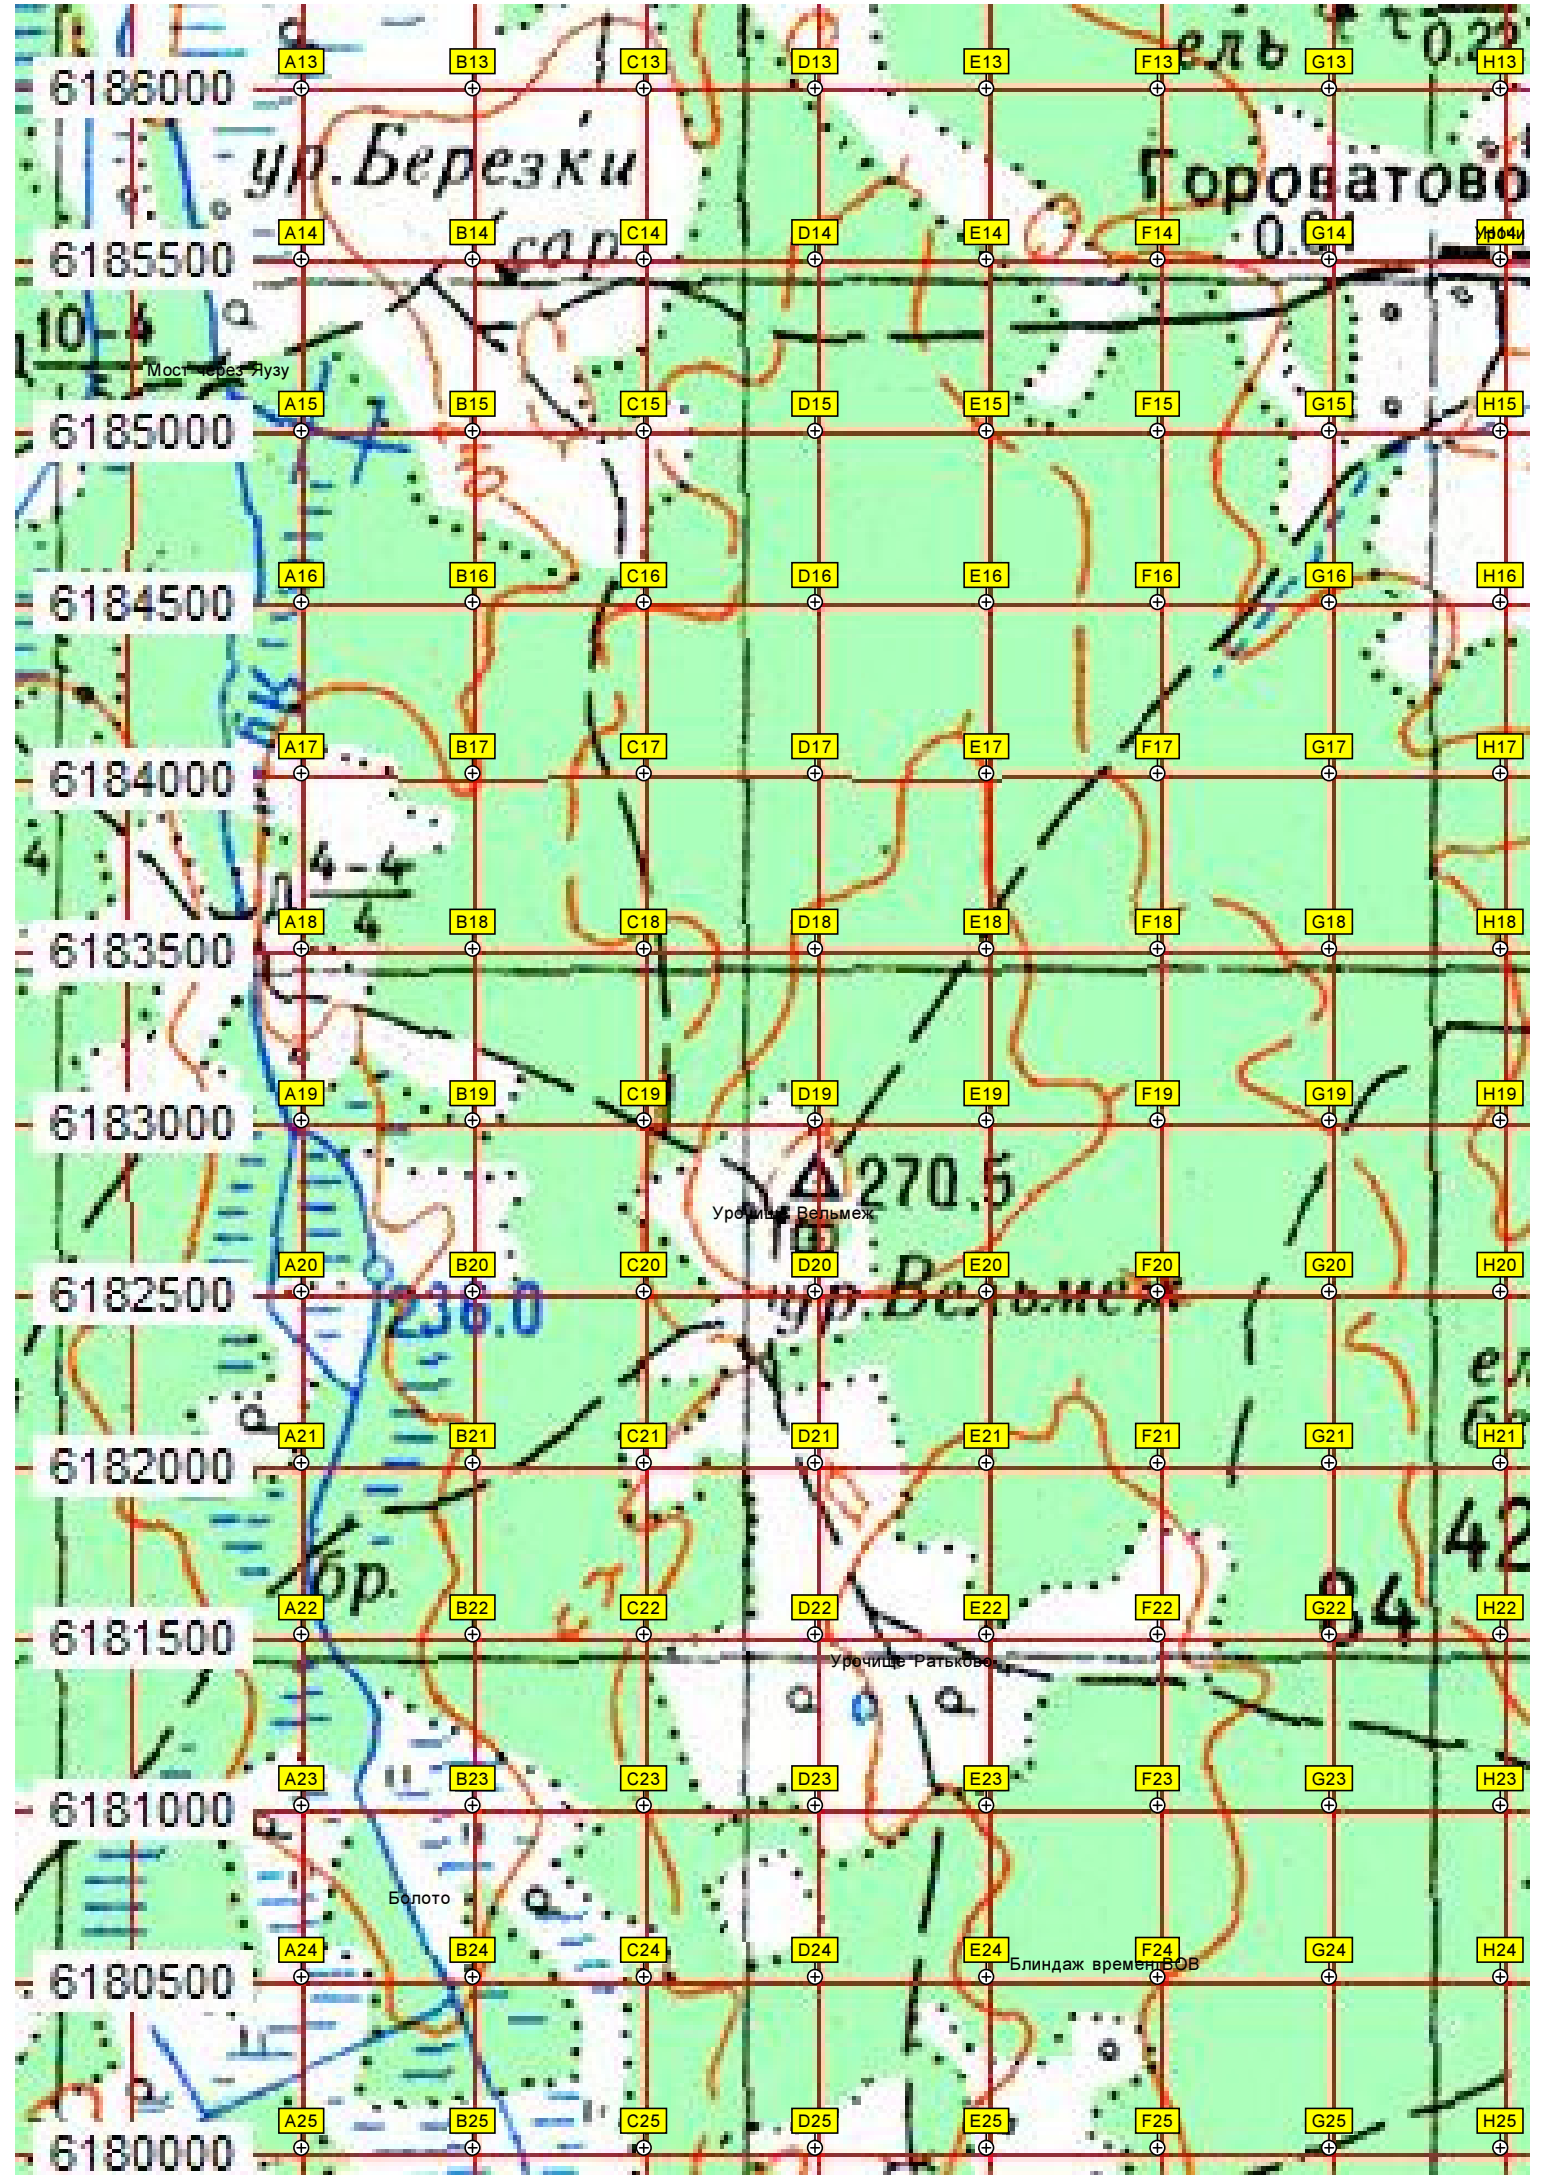 ель
0.22
A13 B13 C13 D13 E13 F13 G13 H13
6186000
ур. Березки
Гороватово
0.01
сар.
A14 B14 C14 D14 E14 F14 G14 H14
6185500
10-4
Мост через Яузу
A15 B15 C15 D15 E15 F15 G15 H15
6185000
A16 B16 C16 D16 E16 F16 G16 H16
6184500
A17 B17 C17 D17 E17 F17 G17 H17
6184000
4
4-4
4
A18 B18 C18 D18 E18 F18 G18 H18
6183500
A19 B19 C19 D19 E19 F19 G19 H19
6183000
270.5
Урочище Вельмеж
A20 B20 C20 D20 E20 F20 G20 H20
6182500
236.0
ур. Вельмеж
A21 B21 C21 D21 E21 F21 G21 H21
6182000
42
бр.
84
A22 B22 C22 D22 E22 F22 G22 H22
6181500
Урочище Ратьково
A23 B23 C23 D23 E23 F23 G23 H23
6181000
Болото
A24 B24 C24 D24 E24 F24 G24 H24
6180500
Блиндаж времен ВОВ
A25 B25 C25 D25 E25 F25 G25 H25
6180000